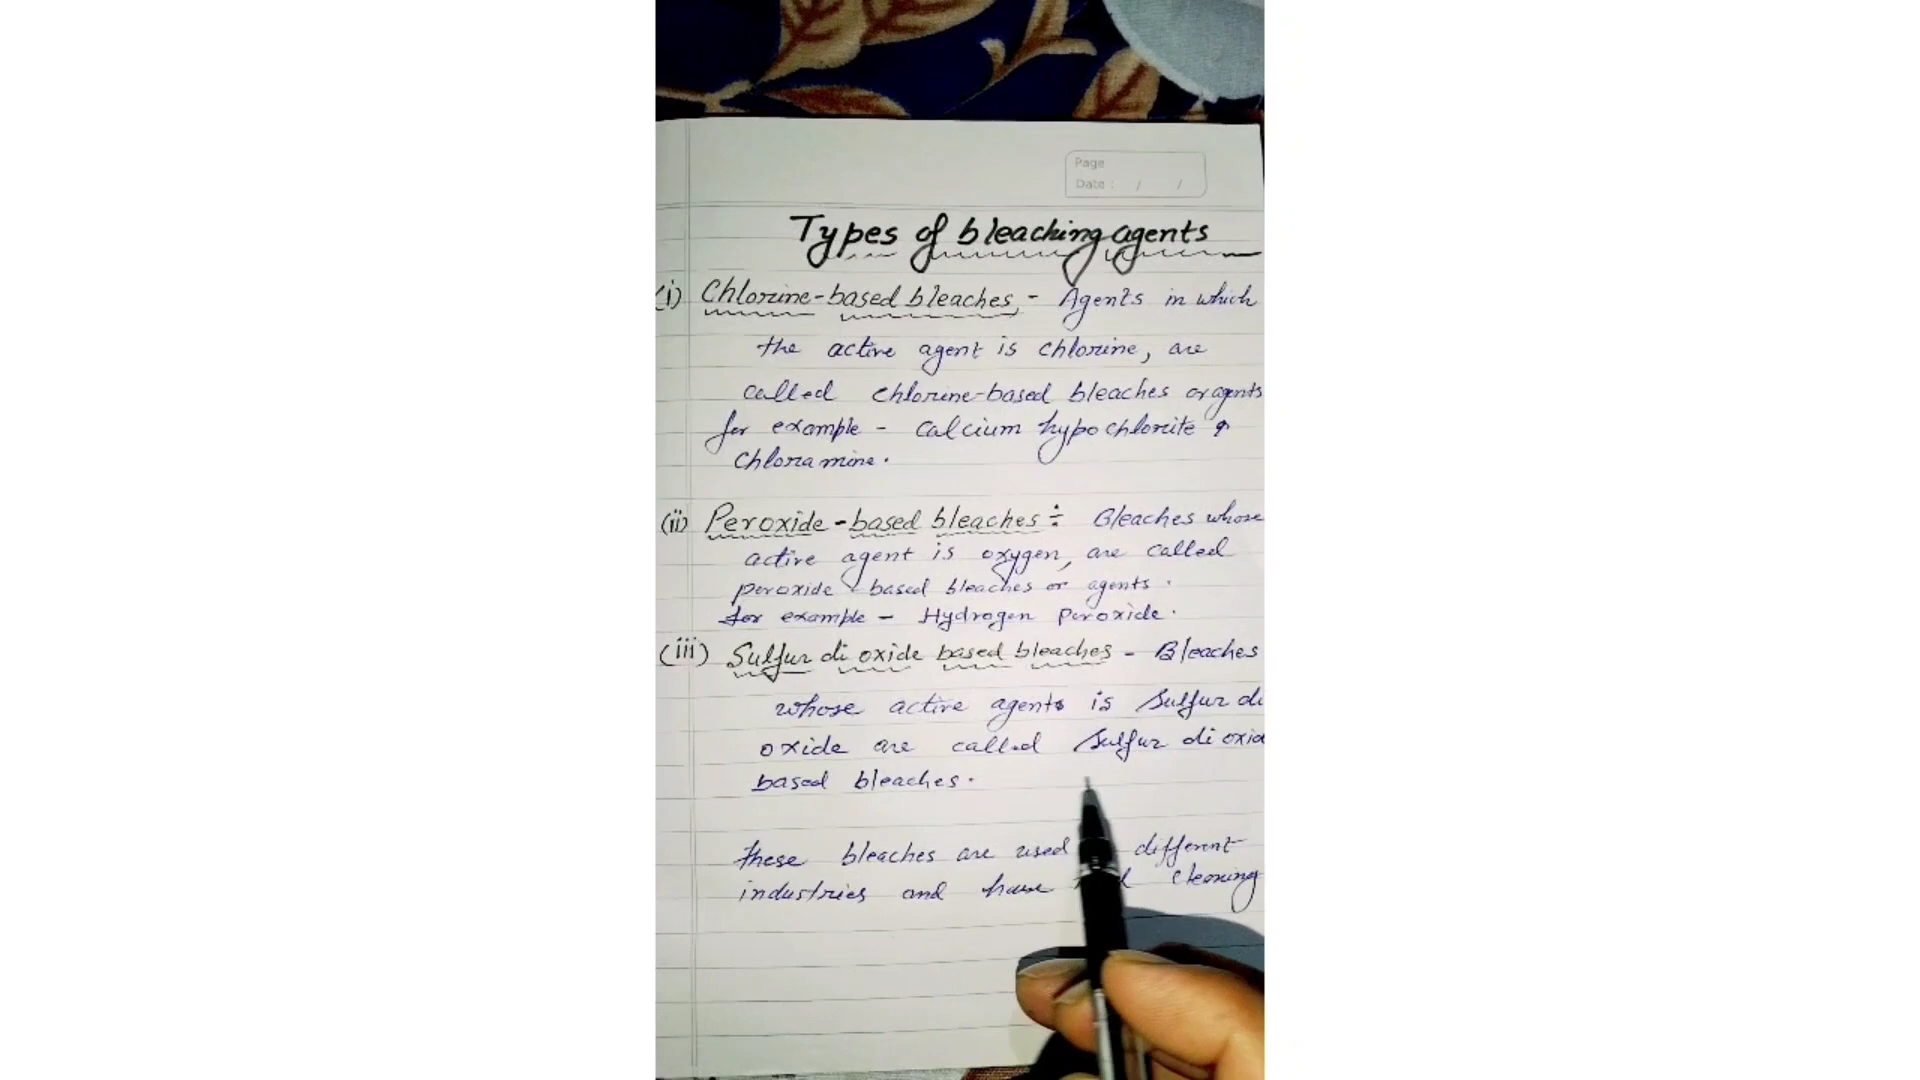 Page
Date : / /
Types of bleaching agents
(i) Chlorine-based bleaches - Agents in which
the active agent is chlorine, are
called chlorine-based bleaches or agents
for example - Calcium hypochlorite &
Chloramine.
(ii) Peroxide-based bleaches ÷ Bleaches whose
active agent is oxygen, are called
peroxide-based bleaches or agents.
for example - Hydrogen peroxide.
(iii) Sulfur di oxide based bleaches - Bleaches
whose active agents is Sulfur di
oxide are called Sulfur di oxid
based bleaches.
These bleaches are used different
industries and cleaning